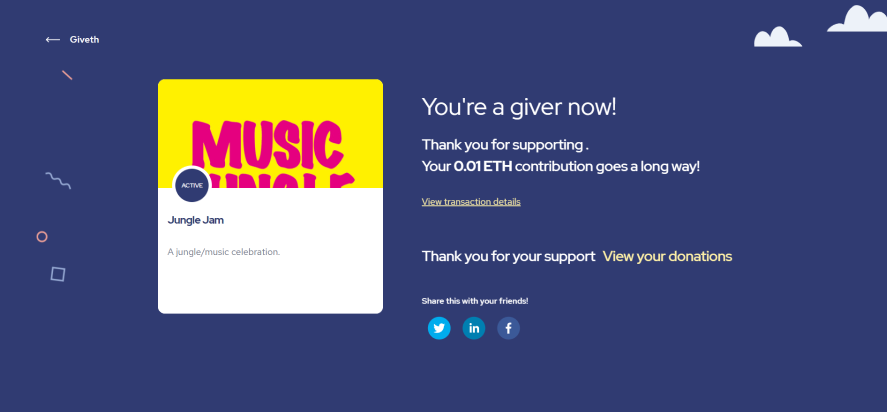 Giveth
MUSIC
JUNGLE
ACTIVE
Jungle Jam
A jungle/music celebration.
You're a giver now!
Thank you for supporting .
Your 0.01 ETH contribution goes a long way!
View transaction details
Thank you for your support View your donations
Share this with your friends!
in
f